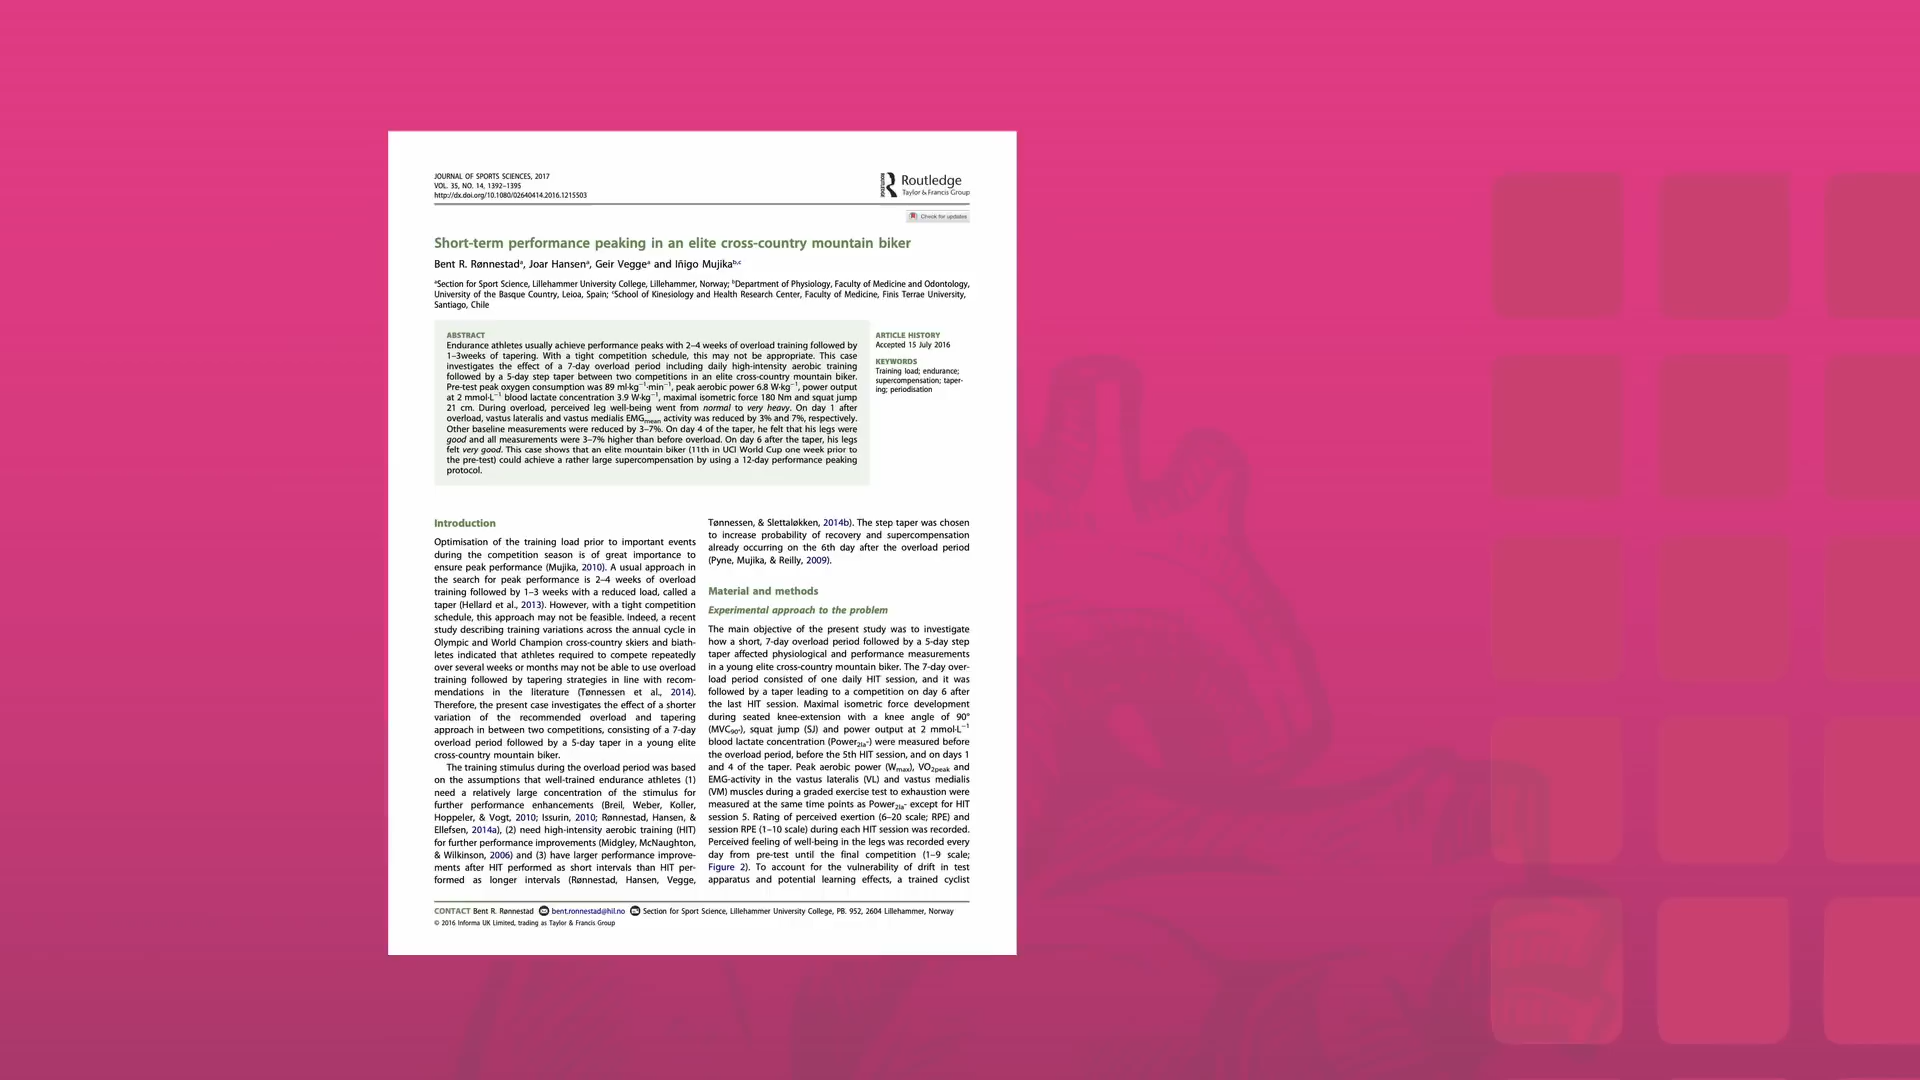 JOURNAL OF SPORTS SCIENCES, 2017
VOL. 35, NO. 14, 1392–1395
http://dx.doi.org/10.1080/02640414.2016.1215503
ROUTLEDGE
Routledge
Taylor & Francis Group
Check for updates
Short-term performance peaking in an elite cross-country mountain biker
Bent R. Rønnestadᵃ, Joar Hansenᵃ, Geir Veggeᵃ and Iñigo Mujikaᵇ,ᶜ
ᵃSection for Sport Science, Lillehammer University College, Lillehammer, Norway; ᵇDepartment of Physiology, Faculty of Medicine and Odontology,
University of the Basque Country, Leioa, Spain; ᶜSchool of Kinesiology and Health Research Center, Faculty of Medicine, Finis Terrae University,
Santiago, Chile
ABSTRACT
Endurance athletes usually achieve performance peaks with 2–4 weeks of overload training followed by
1–3weeks of tapering. With a tight competition schedule, this may not be appropriate. This case
investigates the effect of a 7-day overload period including daily high-intensity aerobic training
followed by a 5-day step taper between two competitions in an elite cross-country mountain biker.
Pre-test peak oxygen consumption was 89 ml·kg⁻¹·min⁻¹, peak aerobic power 6.8 W·kg⁻¹, power output
at 2 mmol·L⁻¹ blood lactate concentration 3.9 W·kg⁻¹, maximal isometric force 180 Nm and squat jump
21 cm. During overload, perceived leg well-being went from normal to very heavy. On day 1 after
overload, vastus lateralis and vastus medialis EMGmean activity was reduced by 3% and 7%, respectively.
Other baseline measurements were reduced by 3–7%. On day 4 of the taper, he felt that his legs were
good and all measurements were 3–7% higher than before overload. On day 6 after the taper, his legs
felt very good. This case shows that an elite mountain biker (11th in UCI World Cup one week prior to
the pre-test) could achieve a rather large supercompensation by using a 12-day performance peaking
protocol.
ARTICLE HISTORY
Accepted 15 July 2016
KEYWORDS
Training load; endurance;
supercompensation; taper-
ing; periodisation
Introduction
Optimisation of the training load prior to important events
during the competition season is of great importance to
ensure peak performance (Mujika, 2010). A usual approach in
the search for peak performance is 2–4 weeks of overload
training followed by 1–3 weeks with a reduced load, called a
taper (Hellard et al., 2013). However, with a tight competition
schedule, this approach may not be feasible. Indeed, a recent
study describing training variations across the annual cycle in
Olympic and World Champion cross-country skiers and biath-
letes indicated that athletes required to compete repeatedly
over several weeks or months may not be able to use overload
training followed by tapering strategies in line with recom-
mendations in the literature (Tønnessen et al., 2014).
Therefore, the present case investigates the effect of a shorter
variation of the recommended overload and tapering
approach in between two competitions, consisting of a 7-day
overload period followed by a 5-day taper in a young elite
cross-country mountain biker.
The training stimulus during the overload period was based
on the assumptions that well-trained endurance athletes (1)
need a relatively large concentration of the stimulus for
further performance enhancements (Breil, Weber, Koller,
Hoppeler, & Vogt, 2010; Issurin, 2010; Rønnestad, Hansen, &
Ellefsen, 2014a), (2) need high-intensity aerobic training (HIT)
for further performance improvements (Midgley, McNaughton,
& Wilkinson, 2006) and (3) have larger performance improve-
ments after HIT performed as short intervals than HIT per-
formed as longer intervals (Rønnestad, Hansen, Vegge,
Tønnessen, & Slettaløkken, 2014b). The step taper was chosen
to increase probability of recovery and supercompensation
already occurring on the 6th day after the overload period
(Pyne, Mujika, & Reilly, 2009).
Material and methods
Experimental approach to the problem
The main objective of the present study was to investigate
how a short, 7-day overload period followed by a 5-day step
taper affected physiological and performance measurements
in a young elite cross-country mountain biker. The 7-day over-
load period consisted of one daily HIT session, and it was
followed by a taper leading to a competition on day 6 after
the last HIT session. Maximal isometric force development
during seated knee-extension with a knee angle of 90°
(MVC90°), squat jump (SJ) and power output at 2 mmol·L⁻¹
blood lactate concentration (Power2la-) were measured before
the overload period, before the 5th HIT session, and on days 1
and 4 of the taper. Peak aerobic power (Wmax), VO2peak and
EMG-activity in the vastus lateralis (VL) and vastus medialis
(VM) muscles during a graded exercise test to exhaustion were
measured at the same time points as Power2la- except for HIT
session 5. Rating of perceived exertion (6–20 scale; RPE) and
session RPE (1–10 scale) during each HIT session was recorded.
Perceived feeling of well-being in the legs was recorded every
day from pre-test until the final competition (1–9 scale;
Figure 2). To account for the vulnerability of drift in test
apparatus and potential learning effects, a trained cyclist
CONTACT Bent R. Rønnestad bent.ronnestad@hil.no Section for Sport Science, Lillehammer University College, PB. 952, 2604 Lillehammer, Norway
© 2016 Informa UK Limited, trading as Taylor & Francis Group